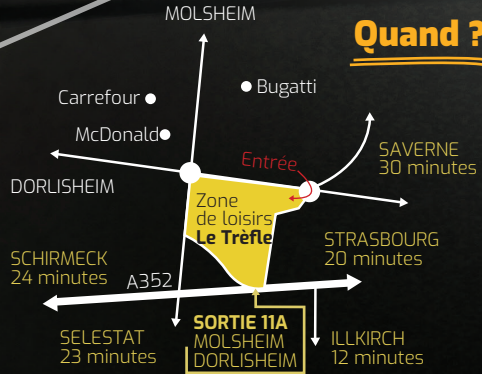 MOLSHEIM
Quand ?
Bugatti
Carrefour
McDonald
Entrée
SAVERNE
30 minutes
DORLISHEIM
Zone
de loisirs
Le Trèfle
STRASBOURG
20 minutes
SCHIRMECK
24 minutes
A352
SORTIE 11A
MOLSHEIM
DORLISHEIM
SELESTAT
23 minutes
ILLKIRCH
12 minutes